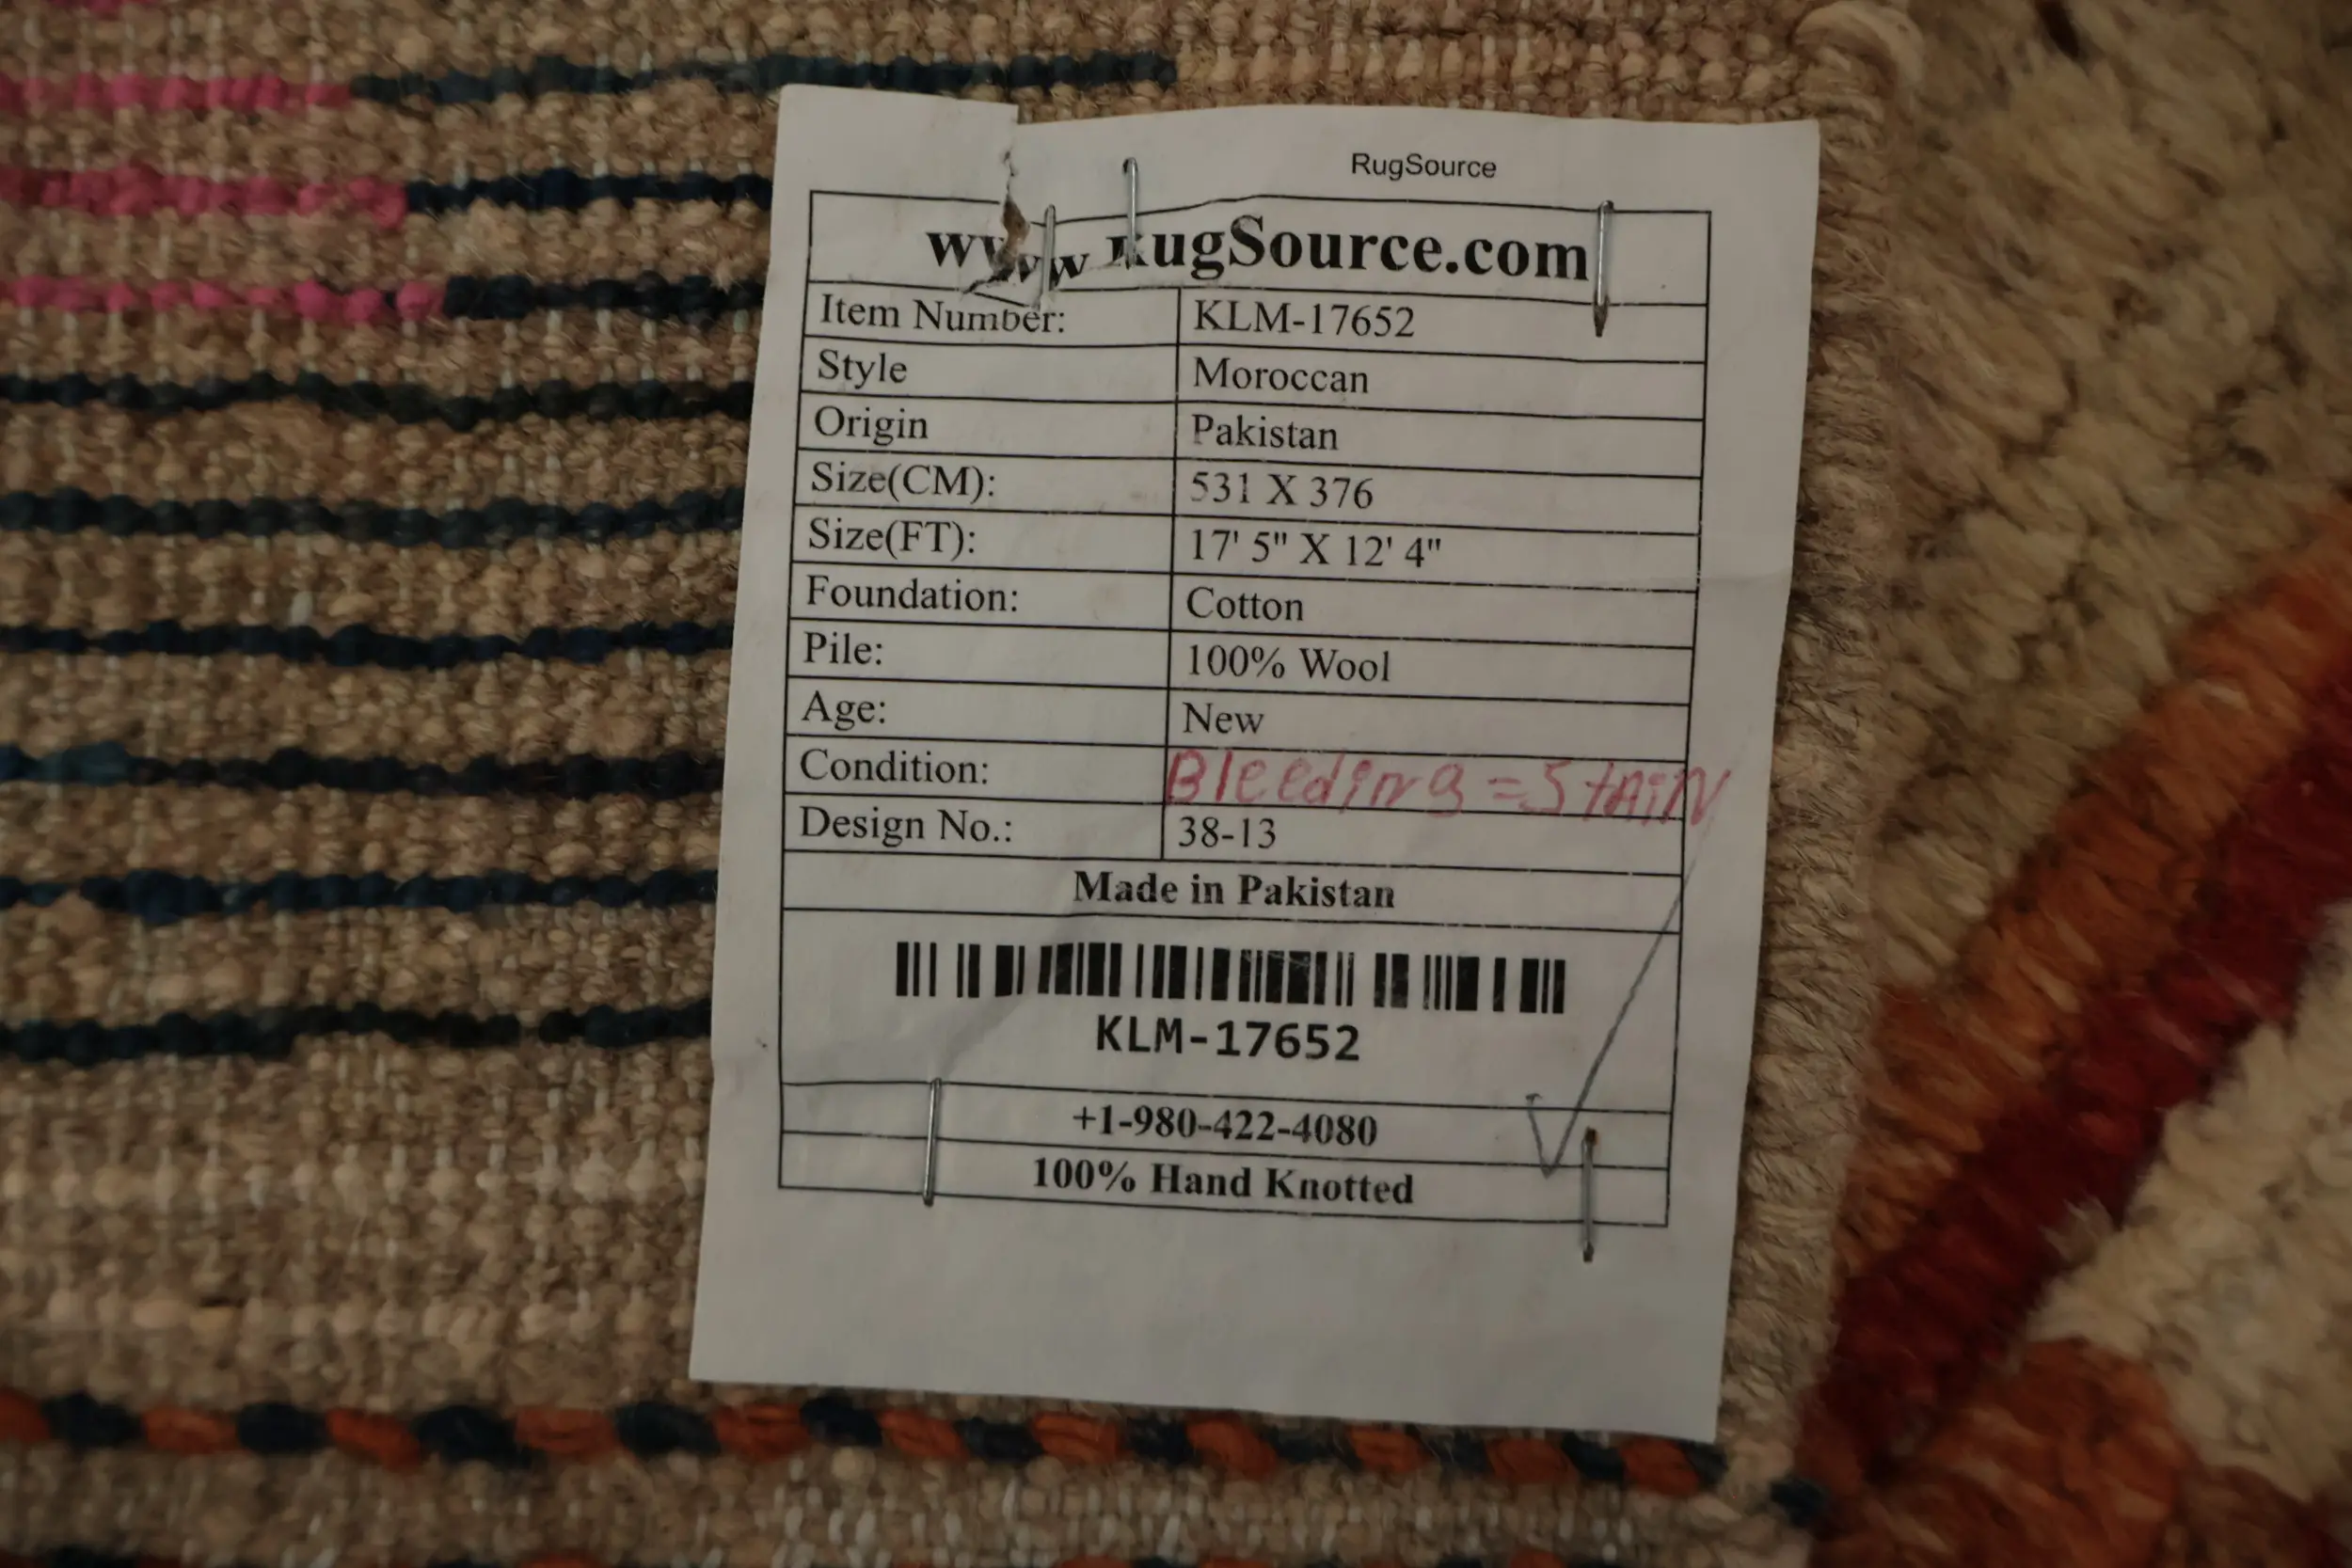 RugSource
www.RugSource.com
Item Number: KLM-17652
Style Moroccan
Origin Pakistan
Size(CM): 531 X 376
Size(FT): 17' 5" X 12' 4"
Foundation: Cotton
Pile: 100% Wool
Age: New
Condition: Bleeding = StAiN
Design No.: 38-13
Made in Pakistan
KLM-17652
+1-980-422-4080
100% Hand Knotted